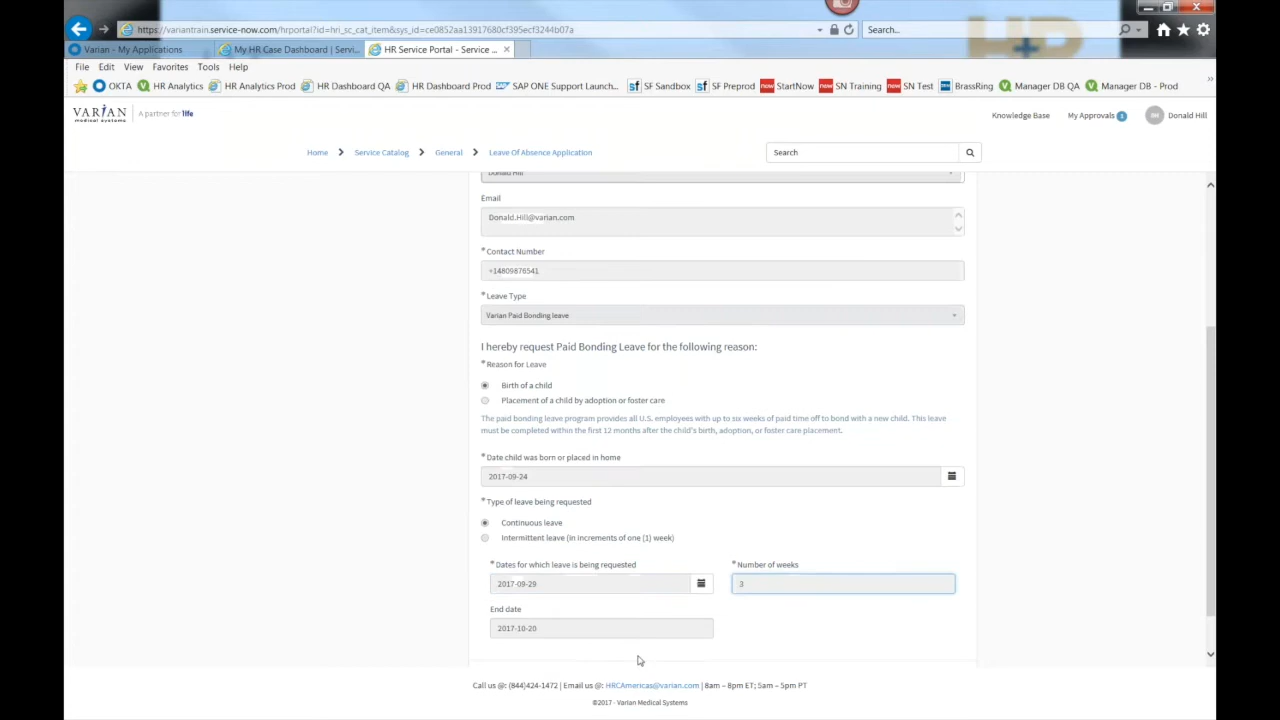 https://variantrain.service-now.com/hrportal?id=hri_sc_cat_item&sys_id=ce0852aa13917680cf395ecf3244b07a
Search...
Varian - My Applications
My HR Case Dashboard | Servi...
HR Service Portal - Service ...
File Edit View Favorites Tools Help
OKTA HR Analytics HR Analytics Prod HR Dashboard QA HR Dashboard Prod SAP ONE Support Launch... SF Sandbox SF Preprod StartNow SN Training SN Test BrassRing Manager DB QA Manager DB - Prod
VARIAN medical systems A partner for life
Knowledge Base My Approvals 1 Donald Hill
Home Service Catalog General Leave Of Absence Application
Search
Donald Hill
Email
Donald.Hill@varian.com
*Contact Number
+14809876541
*Leave Type
Varian Paid Bonding leave
I hereby request Paid Bonding Leave for the following reason:
*Reason for Leave
Birth of a child
Placement of a child by adoption or foster care
The paid bonding leave program provides all U.S. employees with up to six weeks of paid time off to bond with a new child. This leave
must be completed within the first 12 months after the child's birth, adoption, or foster care placement.
*Date child was born or placed in home
2017-09-24
*Type of leave being requested
Continuous leave
Intermittent leave (in increments of one (1) week)
*Dates for which leave is being requested
*Number of weeks
2017-09-29
3
End date
2017-10-20
Call us @: (844)424-1472 | Email us @: HRCAmericas@varian.com | 8am – 8pm ET; 5am – 5pm PT
©2017 - Varian Medical Systems